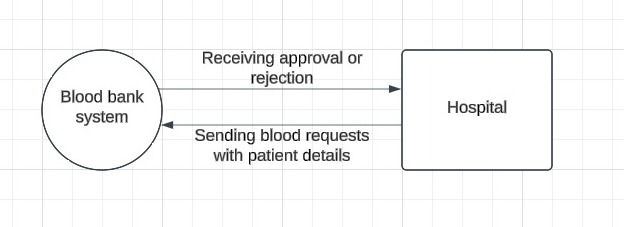 Receiving approval or
rejection
Blood bank
system
Hospital
Sending blood requests
with patient details